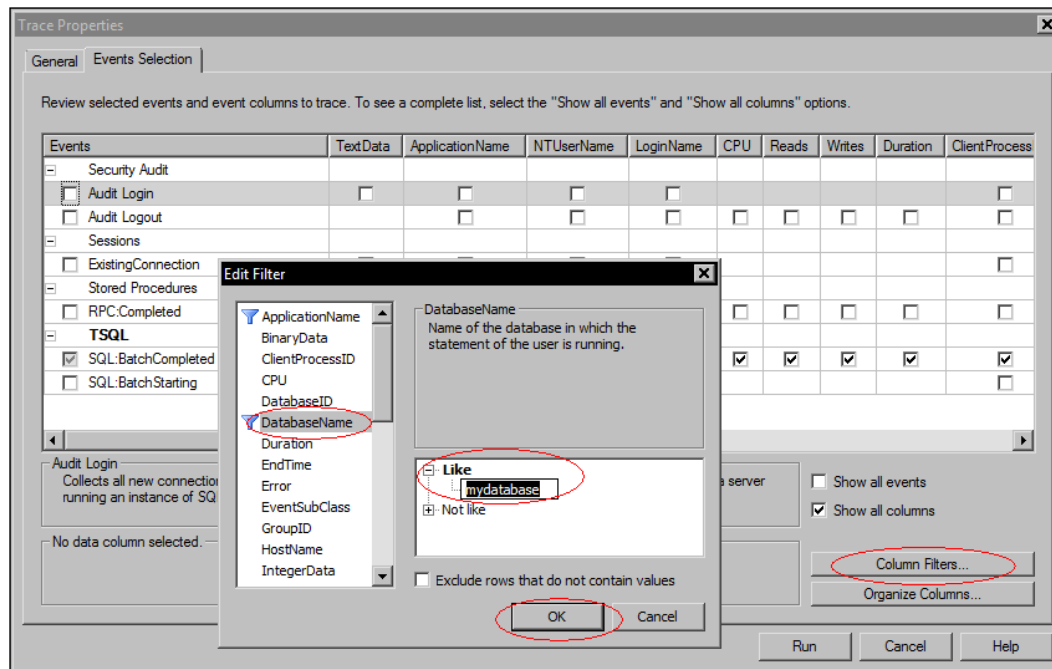 Trace Properties
General Events Selection
Review selected events and event columns to trace. To see a complete list, select the "Show all events" and "Show all columns" options.
Events TextData ApplicationName NTUserName LoginName CPU Reads Writes Duration ClientProcess
Security Audit
Audit Login
Audit Logout
Sessions
ExistingConnection
Stored Procedures
RPC:Completed
TSQL
SQL:BatchCompleted
SQL:BatchStarting
Edit Filter
ApplicationName
BinaryData
ClientProcessID
CPU
DatabaseID
DatabaseName
Duration
EndTime
Error
EventSubClass
GroupID
HostName
IntegerData
DatabaseName
Name of the database in which the
statement of the user is running.
Like
mydatabase
Not like
Exclude rows that do not contain values
OK Cancel
Audit Login
Collects all new connection
running an instance of SQ
a server
No data column selected.
Show all events
Show all columns
Column Filters...
Organize Columns...
Run Cancel Help